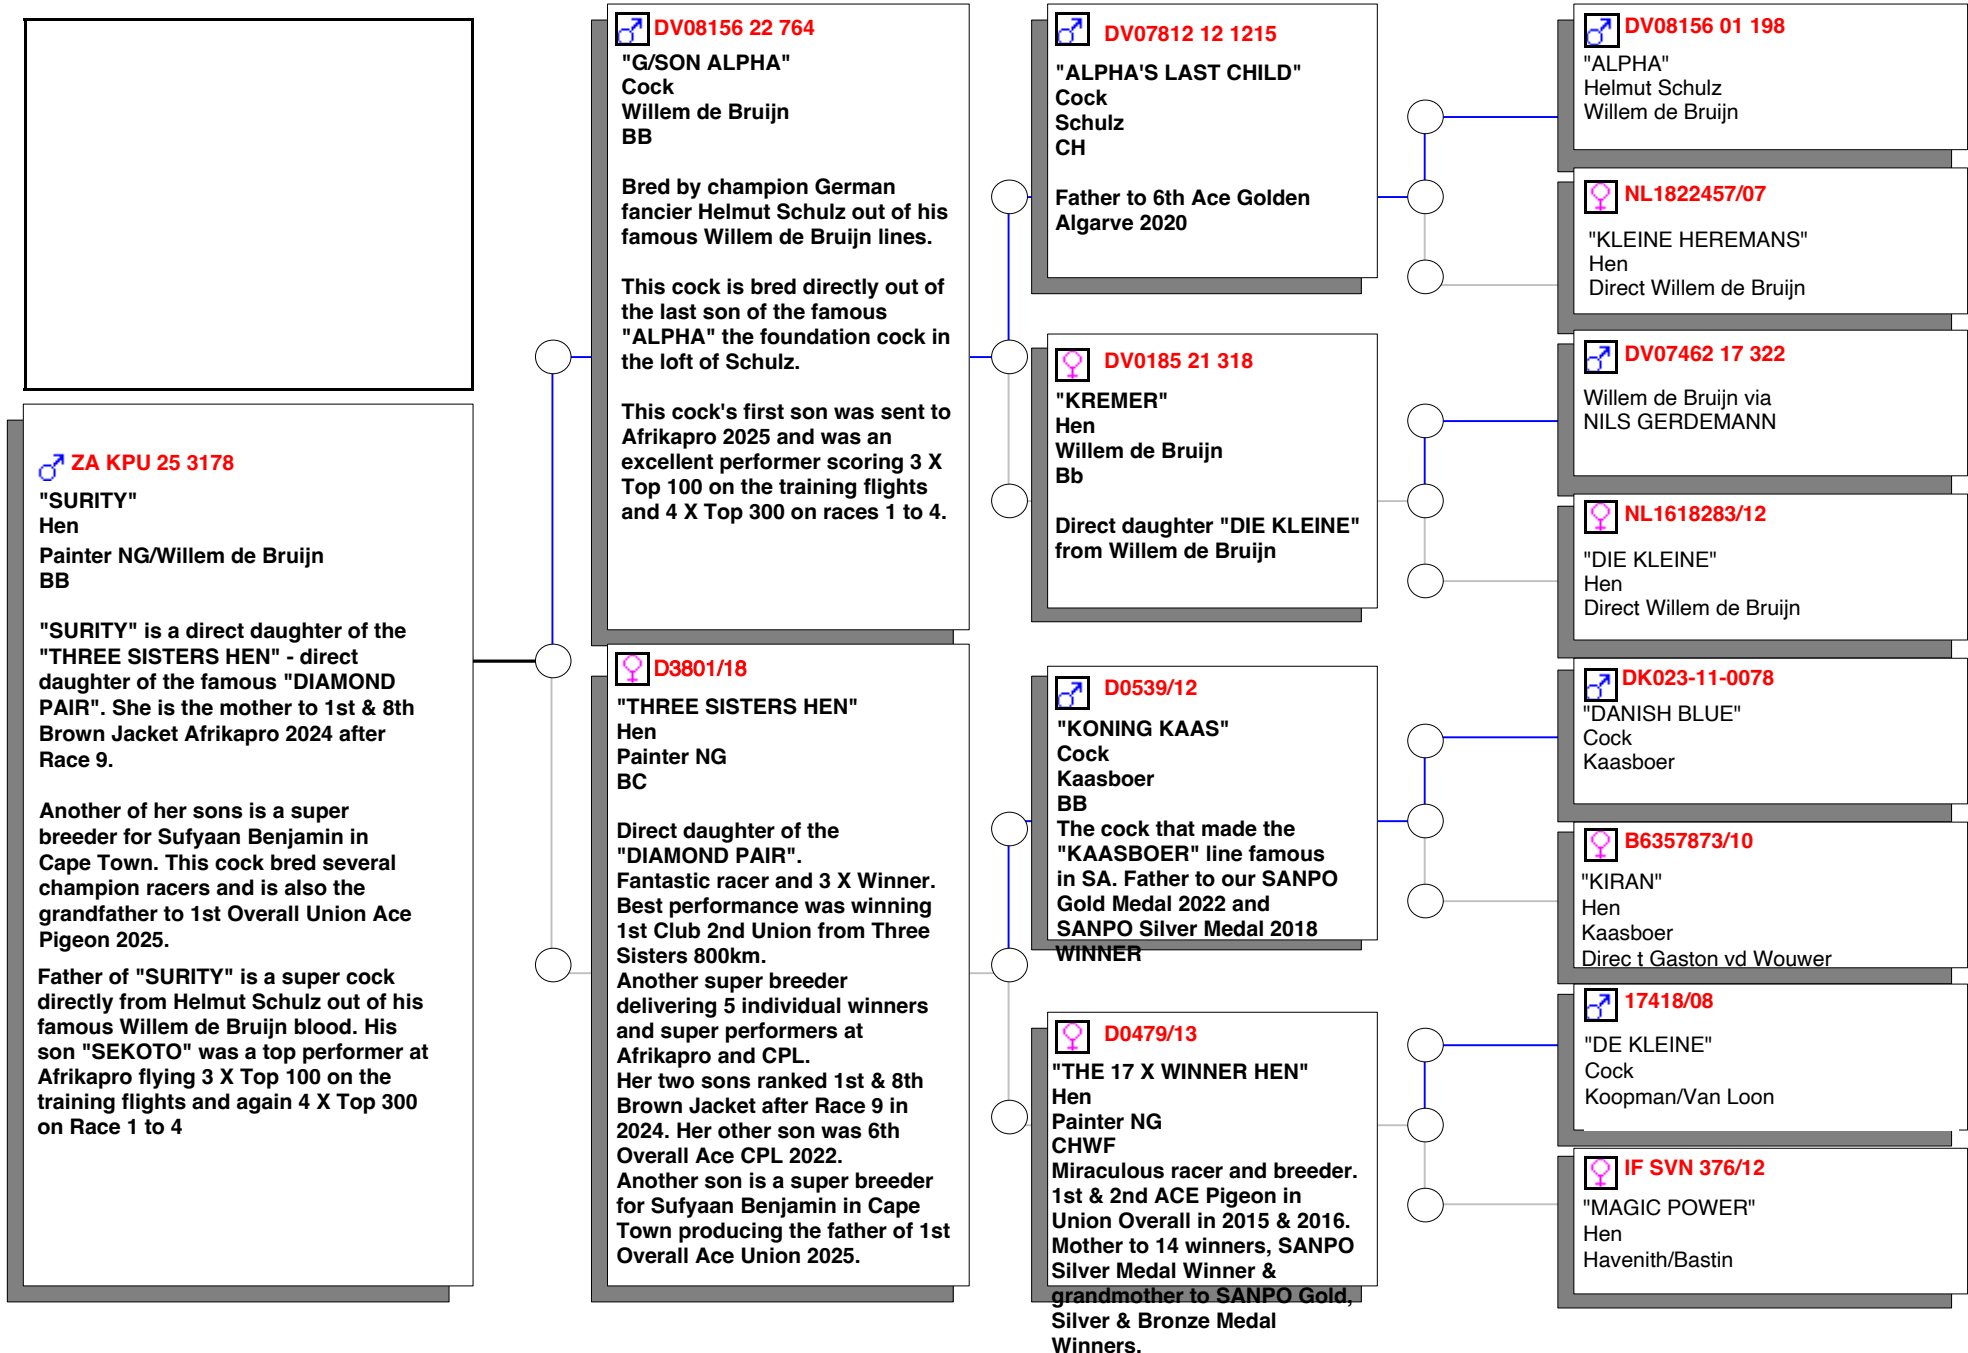 ZA KPU 25 3178
"SURITY"
Hen
Painter NG/Willem de Bruijn
BB
"SURITY" is a direct daughter of the
"THREE SISTERS HEN" - direct
daughter of the famous "DIAMOND
PAIR". She is the mother to 1st & 8th
Brown Jacket Afrikapro 2024 after
Race 9.
Another of her sons is a super
breeder for Sufyaan Benjamin in
Cape Town. This cock bred several
champion racers and is also the
grandfather to 1st Overall Union Ace
Pigeon 2025.
Father of "SURITY" is a super cock
directly from Helmut Schulz out of his
famous Willem de Bruijn blood. His
son "SEKOTO" was a top performer at
Afrikapro flying 3 X Top 100 on the
training flights and again 4 X Top 300
on Race 1 to 4
DV08156 22 764
"G/SON ALPHA"
Cock
Willem de Bruijn
BB
Bred by champion German
fancier Helmut Schulz out of his
famous Willem de Bruijn lines.
This cock is bred directly out of
the last son of the famous
"ALPHA" the foundation cock in
the loft of Schulz.
This cock's first son was sent to
Afrikapro 2025 and was an
excellent performer scoring 3 X
Top 100 on the training flights
and 4 X Top 300 on races 1 to 4.
D3801/18
"THREE SISTERS HEN"
Hen
Painter NG
BC
Direct daughter of the
"DIAMOND PAIR".
Fantastic racer and 3 X Winner.
Best performance was winning
1st Club 2nd Union from Three
Sisters 800km.
Another super breeder
delivering 5 individual winners
and super performers at
Afrikapro and CPL.
Her two sons ranked 1st & 8th
Brown Jacket after Race 9 in
2024. Her other son was 6th
Overall Ace CPL 2022.
Another son is a super breeder
for Sufyaan Benjamin in Cape
Town producing the father of 1st
Overall Ace Union 2025.
DV07812 12 1215
"ALPHA'S LAST CHILD"
Cock
Schulz
CH
Father to 6th Ace Golden
Algarve 2020
DV0185 21 318
"KREMER"
Hen
Willem de Bruijn
Bb
Direct daughter "DIE KLEINE"
from Willem de Bruijn
D0539/12
"KONING KAAS"
Cock
Kaasboer
BB
The cock that made the
"KAASBOER" line famous
in SA. Father to our SANPO
Gold Medal 2022 and
SANPO Silver Medal 2018
WINNER
D0479/13
"THE 17 X WINNER HEN"
Hen
Painter NG
CHWF
Miraculous racer and breeder.
1st & 2nd ACE Pigeon in
Union Overall in 2015 & 2016.
Mother to 14 winners, SANPO
Silver Medal Winner &
grandmother to SANPO Gold,
Silver & Bronze Medal
Winners.
DV08156 01 198
"ALPHA"
Helmut Schulz
Willem de Bruijn
NL1822457/07
"KLEINE HEREMANS"
Hen
Direct Willem de Bruijn
DV07462 17 322
Willem de Bruijn via
NILS GERDEMANN
NL1618283/12
"DIE KLEINE"
Hen
Direct Willem de Bruijn
DK023-11-0078
"DANISH BLUE"
Cock
Kaasboer
B6357873/10
"KIRAN"
Hen
Kaasboer
Direc t Gaston vd Wouwer
17418/08
"DE KLEINE"
Cock
Koopman/Van Loon
IF SVN 376/12
"MAGIC POWER"
Hen
Havenith/Bastin